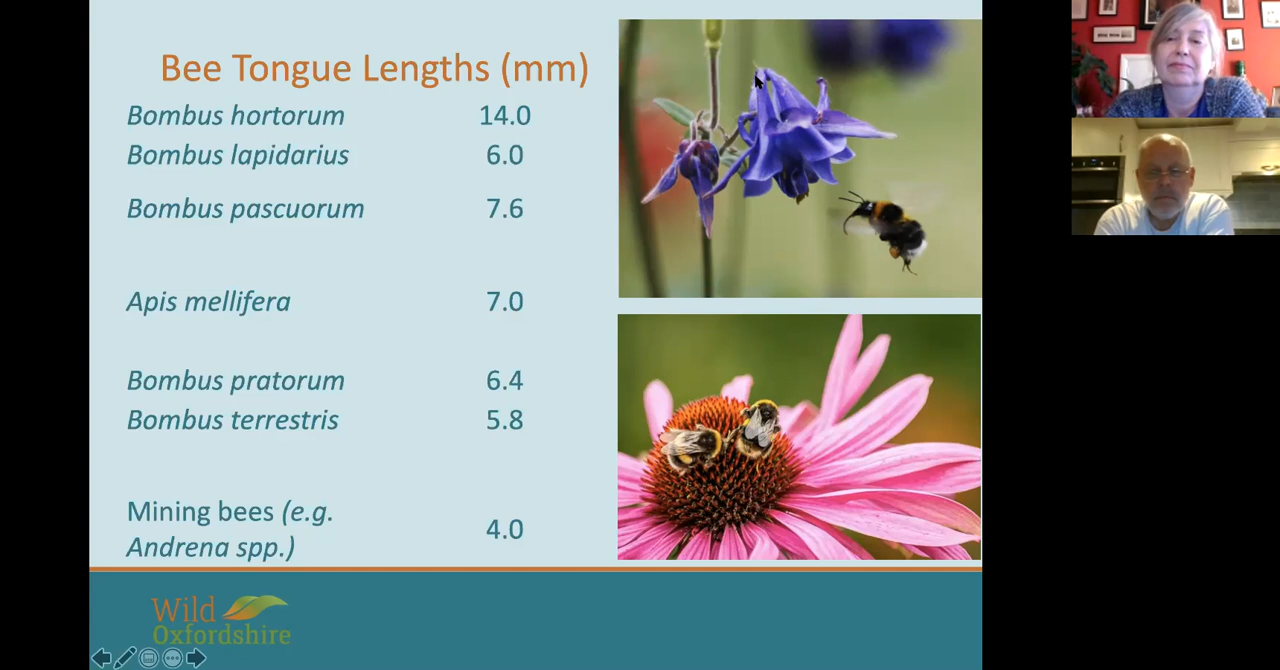 Bee Tongue Lengths (mm)
Bombus hortorum 14.0
Bombus lapidarius 6.0
Bombus pascuorum 7.6
Apis mellifera 7.0
Bombus pratorum 6.4
Bombus terrestris 5.8
Mining bees (e.g.
Andrena spp.) 4.0
Wild
Oxfordshire